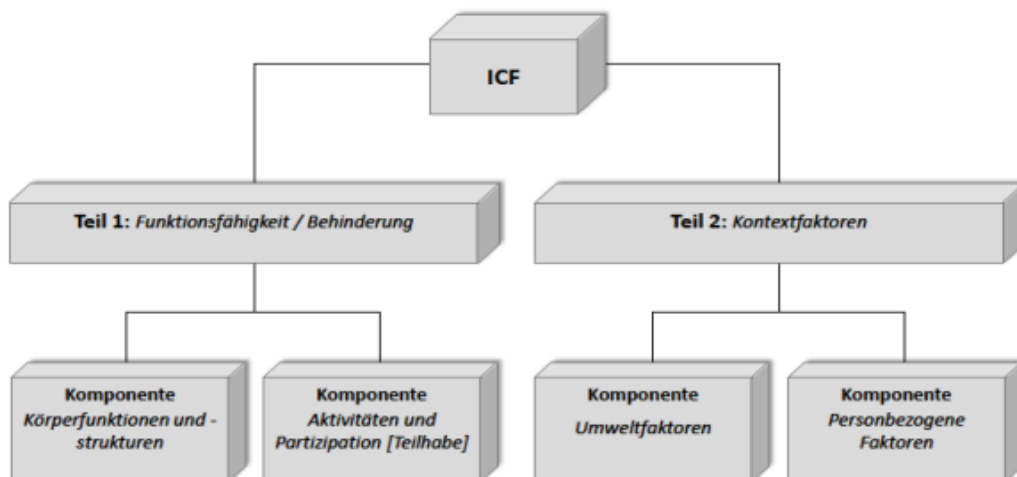 ICF
Teil 1: Funktionsfähigkeit / Behinderung
Teil 2: Kontextfaktoren
Komponente
Körperfunktionen und -
strukturen
Komponente
Aktivitäten und
Partizipation [Teilhabe]
Komponente
Umweltfaktoren
Komponente
Personbezogene
Faktoren